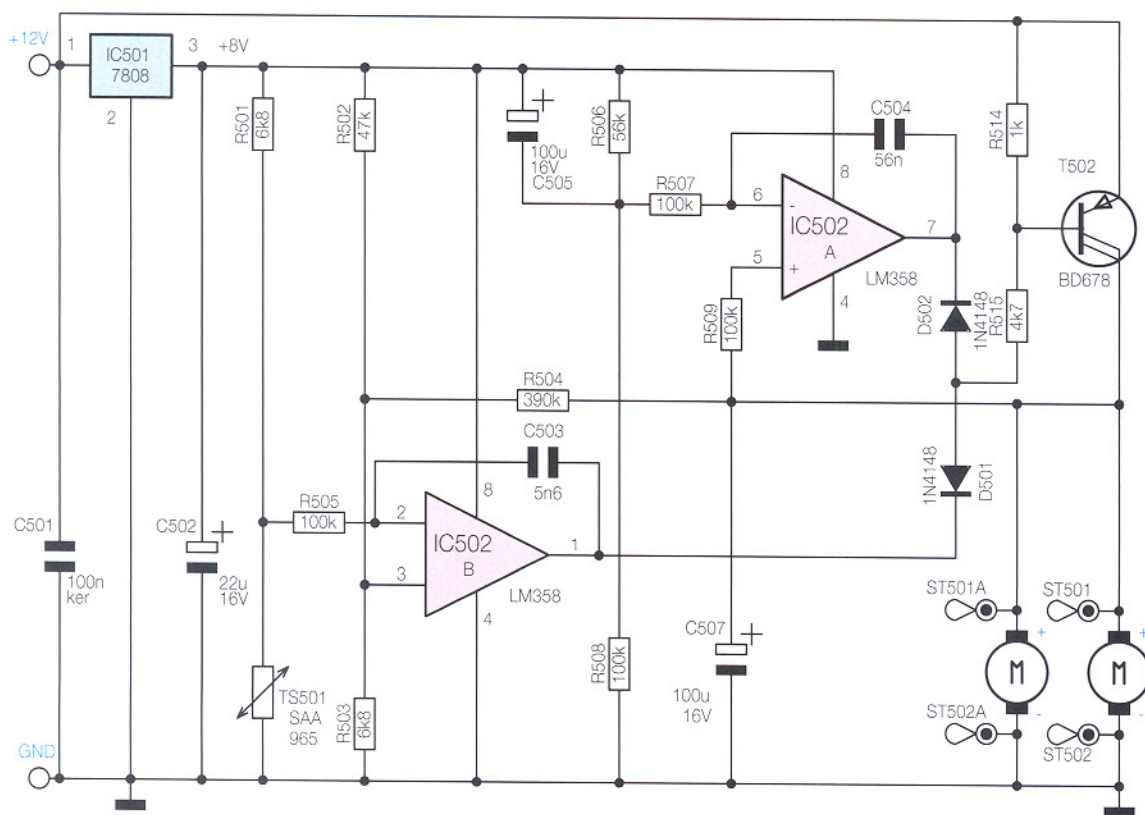 +12V
1
IC501
7808
3
+8V
2
R501
6k8
R502
47k
+
100u
16V
C505
R506
56k
C504
56n
R507
100k
6
-
8
IC502
A
7
5
+
4
LM358
R509
100k
D502
1N4148
R514
1k
R515
4k7
T502
BD678
R504
390k
C503
5n6
R505
100k
2
8
IC502
B
1
3
4
LM358
1N4148
D501
C501
100n
ker
C502
+
22u
16V
TS501
SAA
965
R503
6k8
R508
100k
C507
+
100u
16V
ST501A
ST501
+
+
M
M
ST502A
-
-
ST502
GND